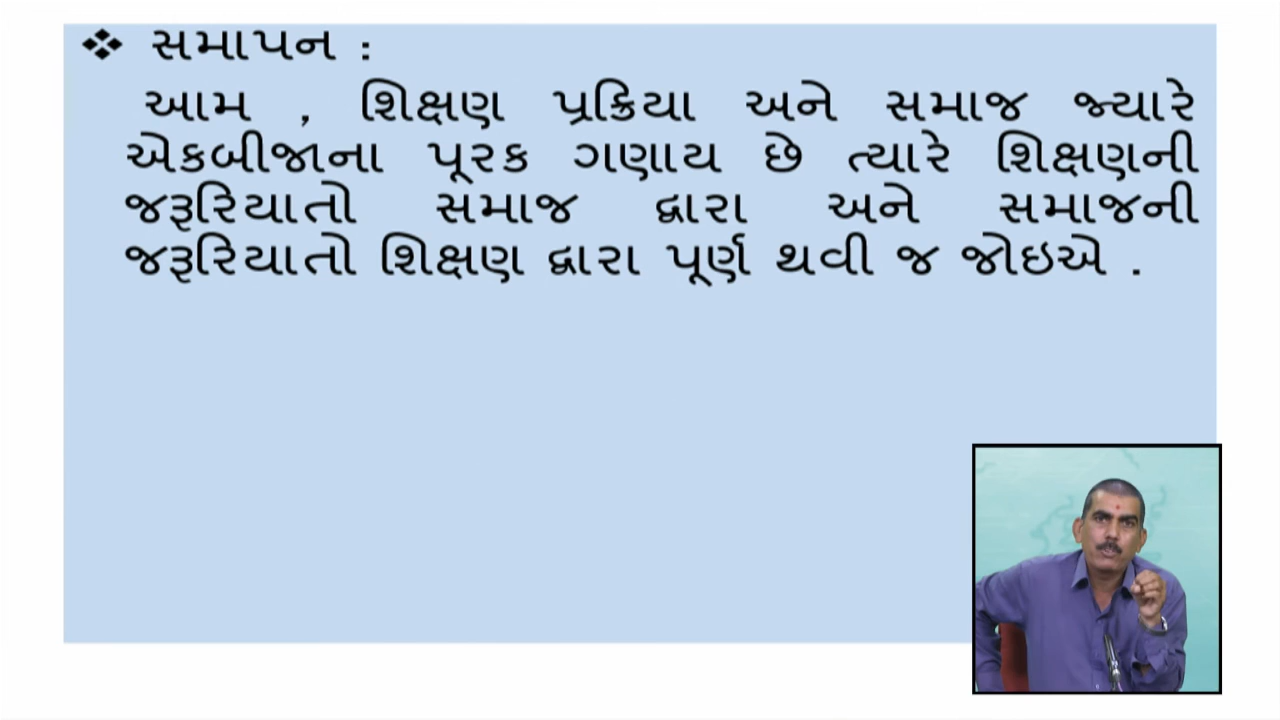 ❖ સમાપન :
આમ , શિક્ષણ પ્રક્રિયા અને સમાજ જ્યારે
એકબીજાના પૂરક ગણાય છે ત્યારે શિક્ષણની
જરૂરિયાતો સમાજ દ્વારા અને સમાજની
જરૂરિયાતો શિક્ષણ દ્વારા પૂર્ણ થવી જ જોઇએ .